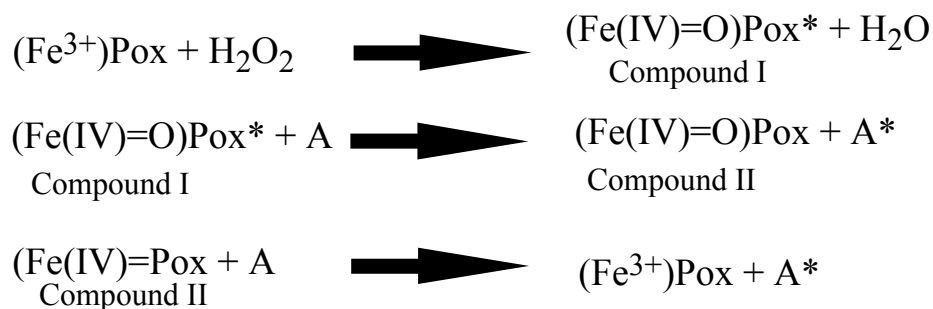 (Fe³⁺)Pox + H₂O₂ (Fe(IV)=O)Pox* + H₂O
Compound I
(Fe(IV)=O)Pox* + A (Fe(IV)=O)Pox + A*
Compound I Compound II
(Fe(IV)=Pox + A (Fe³⁺)Pox + A*
Compound II